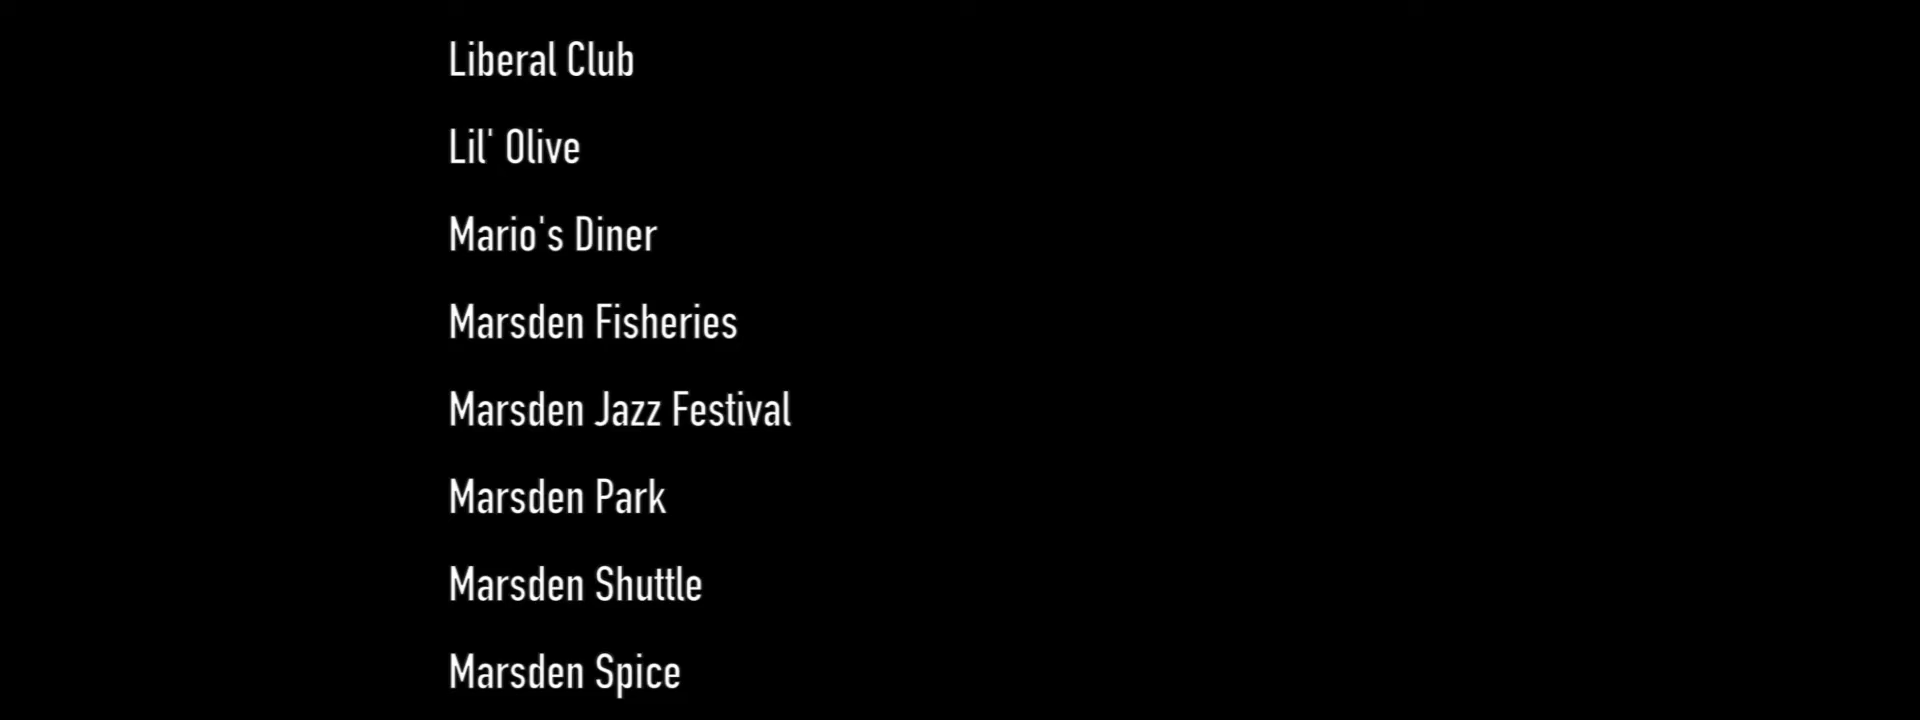 Liberal Club
Lil' Olive
Mario's Diner
Marsden Fisheries
Marsden Jazz Festival
Marsden Park
Marsden Shuttle
Marsden Spice